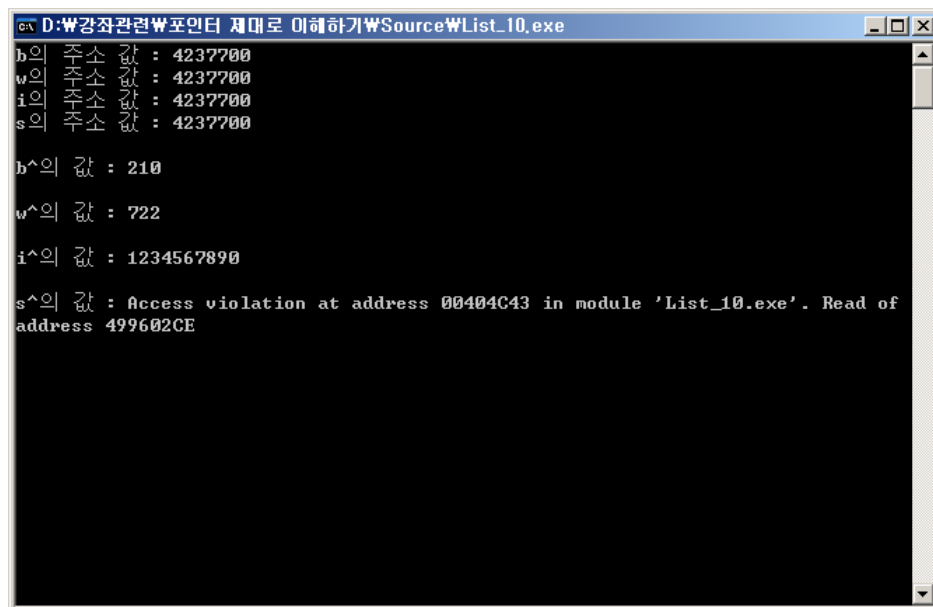 D:\강좌관련\포인터 제대로 이해하기\Source\List_10.exe
b의 주소 값 : 4237700
w의 주소 값 : 4237700
i의 주소 값 : 4237700
s의 주소 값 : 4237700
b^의 값 : 210
w^의 값 : 722
i^의 값 : 1234567890
s^의 값 : Access violation at address 00404C43 in module 'List_10.exe'. Read of
address 499602CE